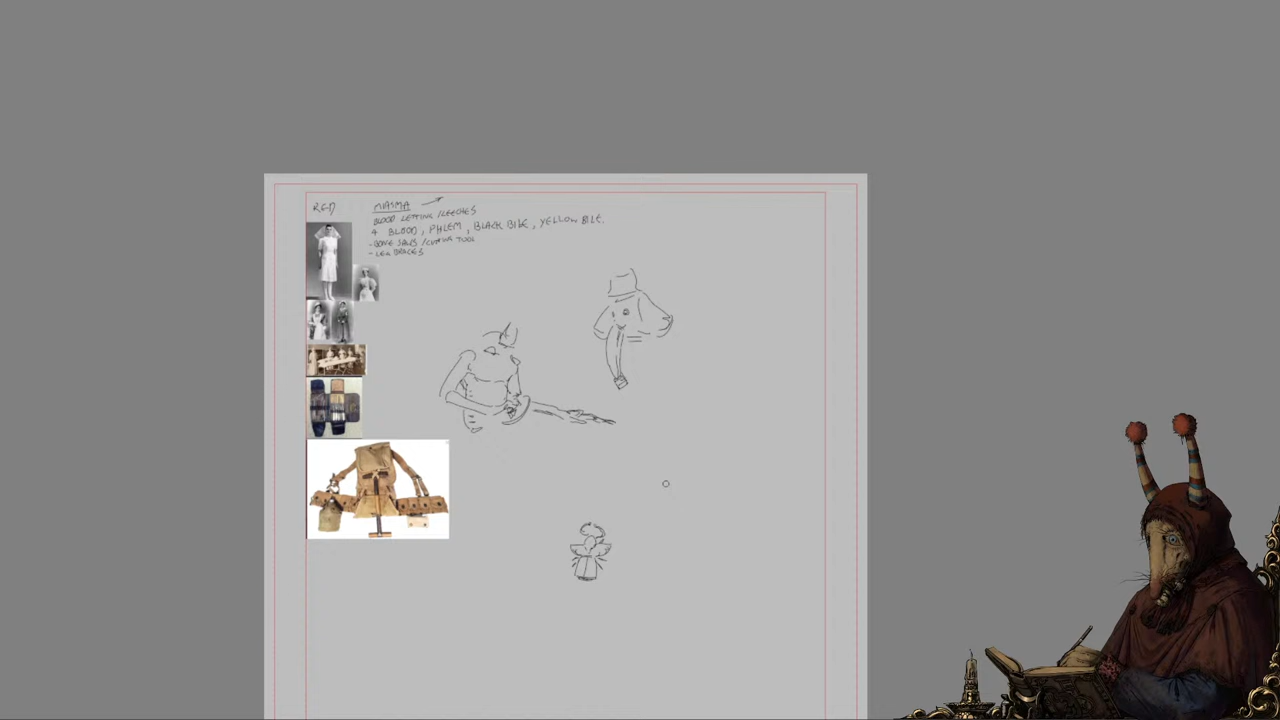 RED
MIASMA
BLOOD LETTING / LEECHES
4 BLOOD, PHLEM, BLACK BILE, YELLOW BILE.
- BONE SAWS / CUTTING TOOL
- LEG BRACES